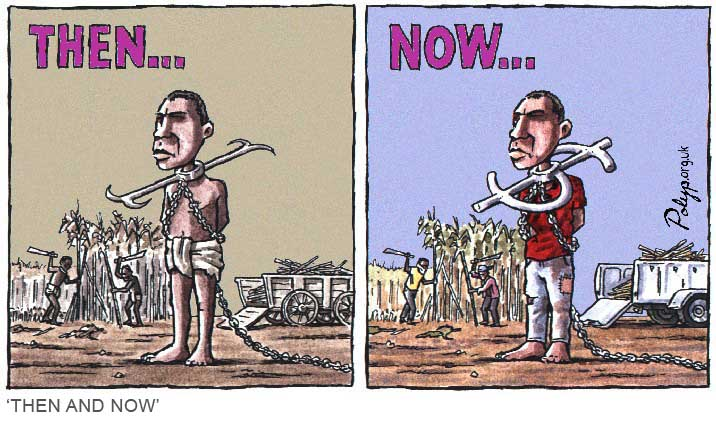 THEN...
NOW...
Polyp.org.uk
'THEN AND NOW'